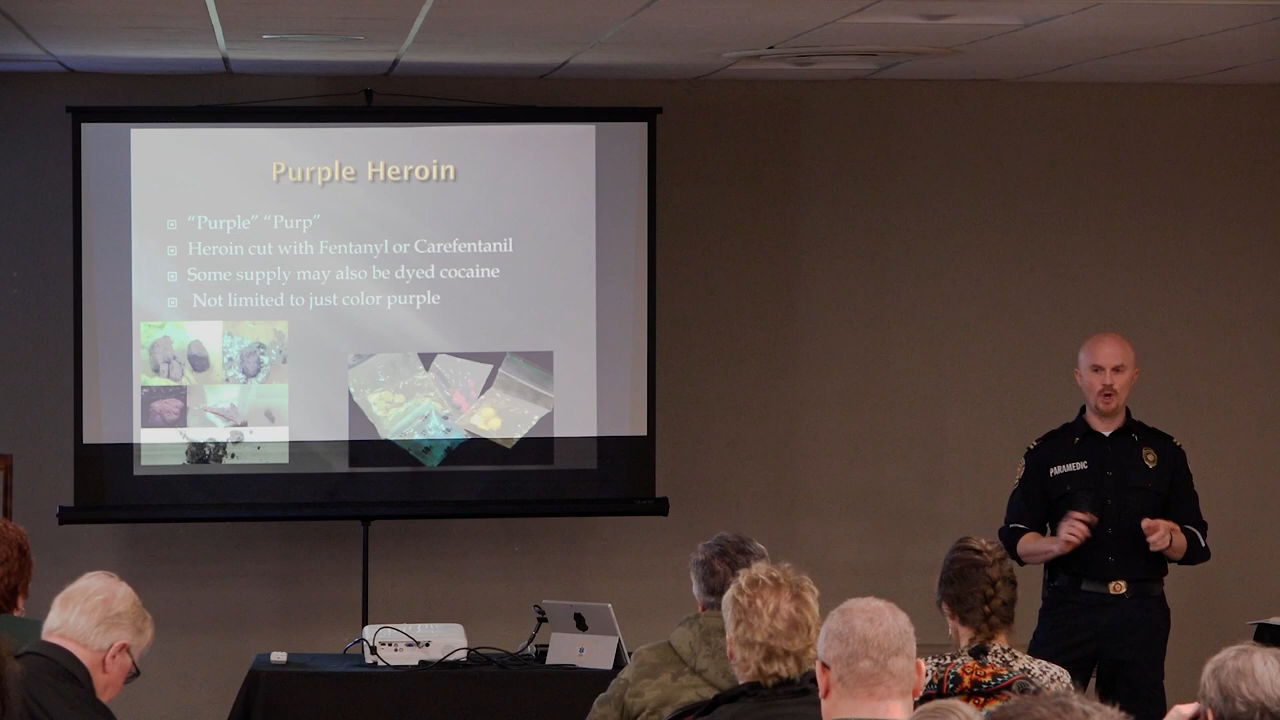 Purple Heroin
“Purple” “Purp”
Heroin cut with Fentanyl or Carefentanil
Some supply may also be dyed cocaine
Not limited to just color purple
PARAMEDIC